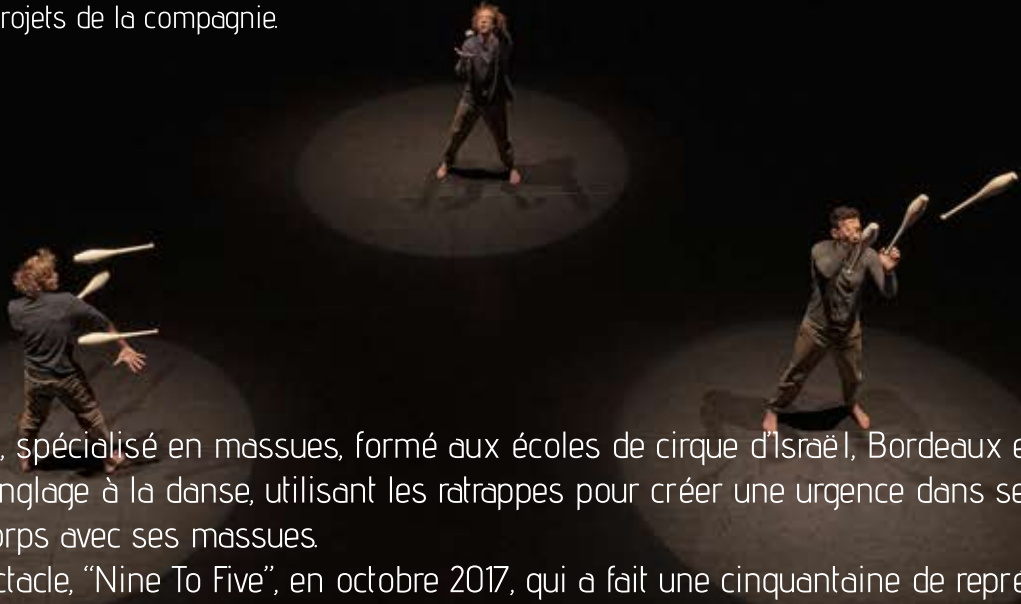 rojets de la compagnie.
, spécialisé en massues, formé aux écoles de cirque d'Israël, Bordeaux e
nglage à la danse, utilisant les ratrappes pour créer une urgence dans se
orps avec ses massues.
ctacle, “Nine To Five”, en octobre 2017, qui a fait une cinquantaine de repré